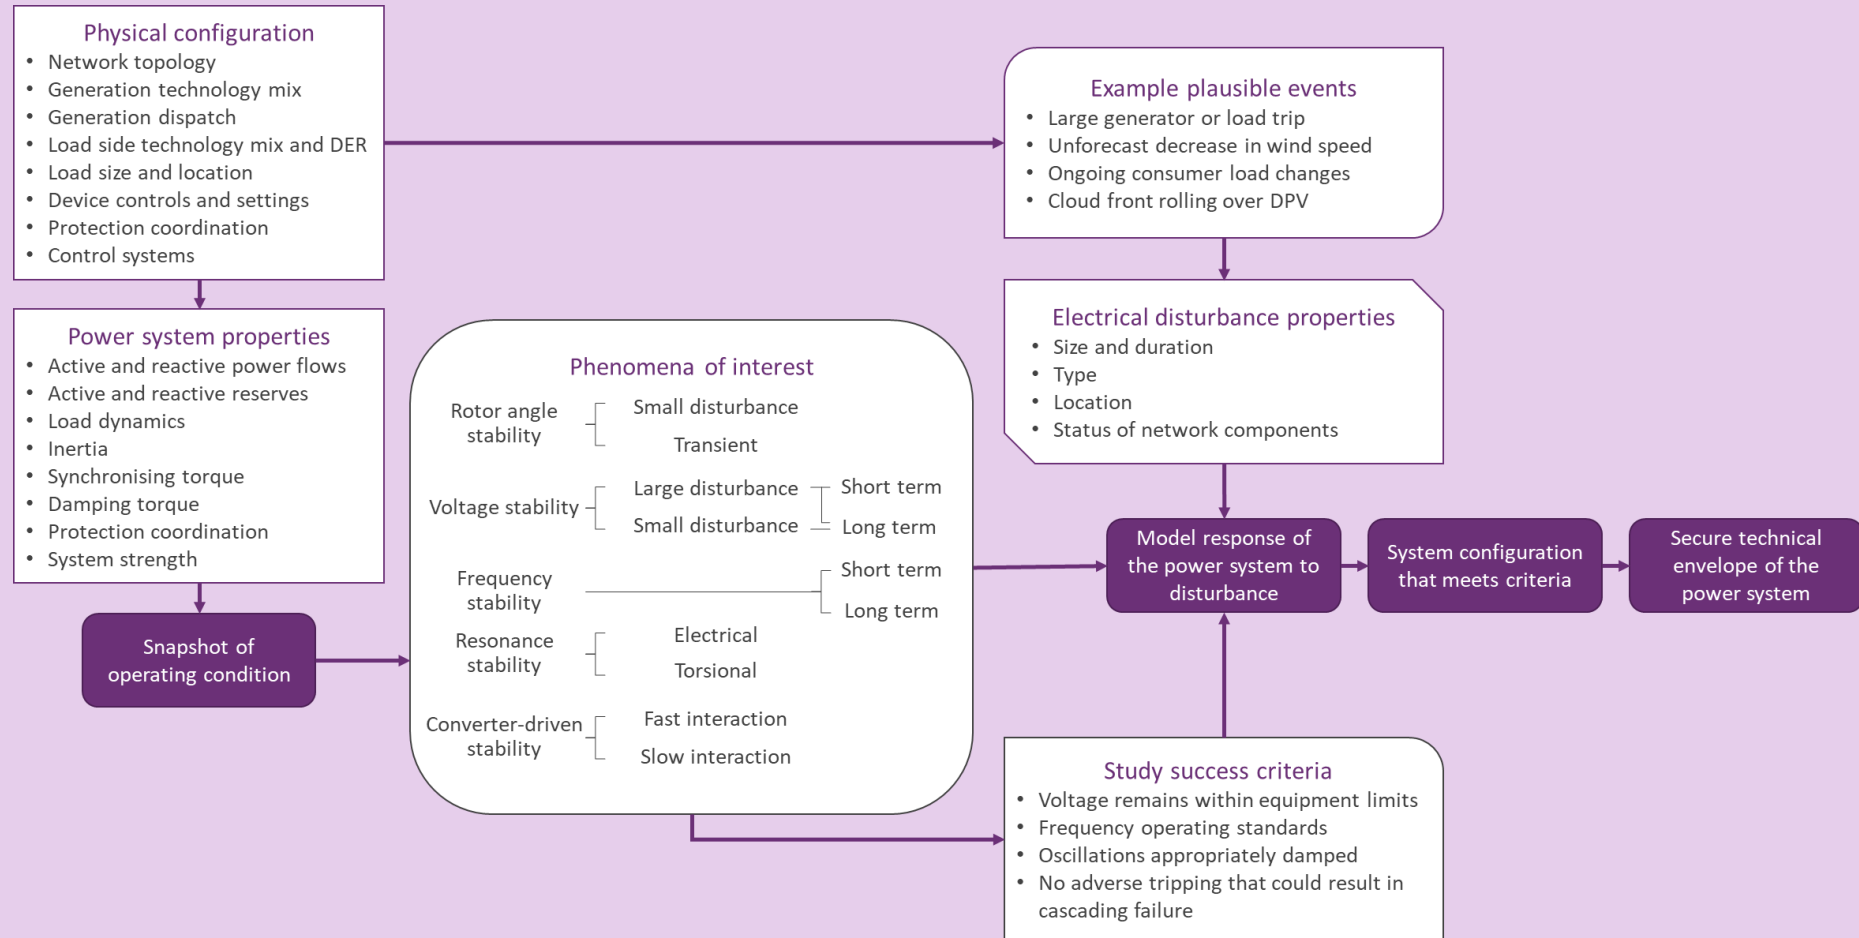 Physical configuration
• Network topology
• Generation technology mix
• Generation dispatch
• Load side technology mix and DER
• Load size and location
• Device controls and settings
• Protection coordination
• Control systems
Power system properties
• Active and reactive power flows
• Active and reactive reserves
• Load dynamics
• Inertia
• Synchronising torque
• Damping torque
• Protection coordination
• System strength
Snapshot of
operating condition
Phenomena of interest
Rotor angle
stability
Small disturbance
Transient
Voltage stability
Large disturbance
Small disturbance
Short term
Long term
Frequency
stability
Short term
Long term
Resonance
stability
Electrical
Torsional
Converter-driven
stability
Fast interaction
Slow interaction
Example plausible events
• Large generator or load trip
• Unforecast decrease in wind speed
• Ongoing consumer load changes
• Cloud front rolling over DPV
Electrical disturbance properties
• Size and duration
• Type
• Location
• Status of network components
Model response of
the power system to
disturbance
System configuration
that meets criteria
Secure technical
envelope of the
power system
Study success criteria
• Voltage remains within equipment limits
• Frequency operating standards
• Oscillations appropriately damped
• No adverse tripping that could result in
cascading failure